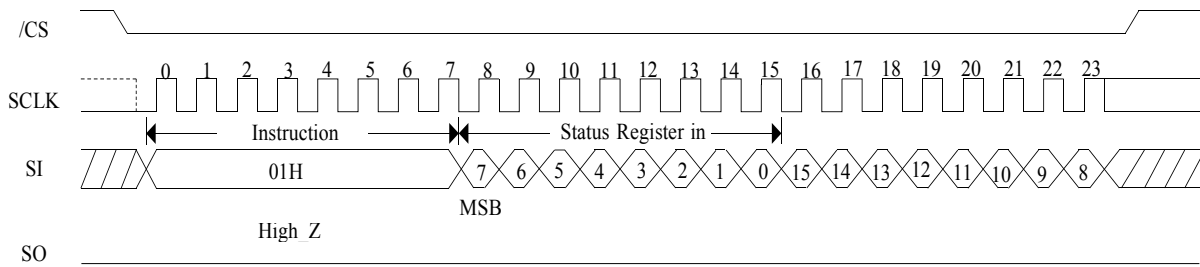 /CS
0 1 2 3 4 5 6 7 8 9 10 11 12 13 14 15 16 17 18 19 20 21 22 23
SCLK
Instruction Status Register in
SI 01H 7 6 5 4 3 2 1 0 15 14 13 12 11 10 9 8
MSB
High_Z
SO